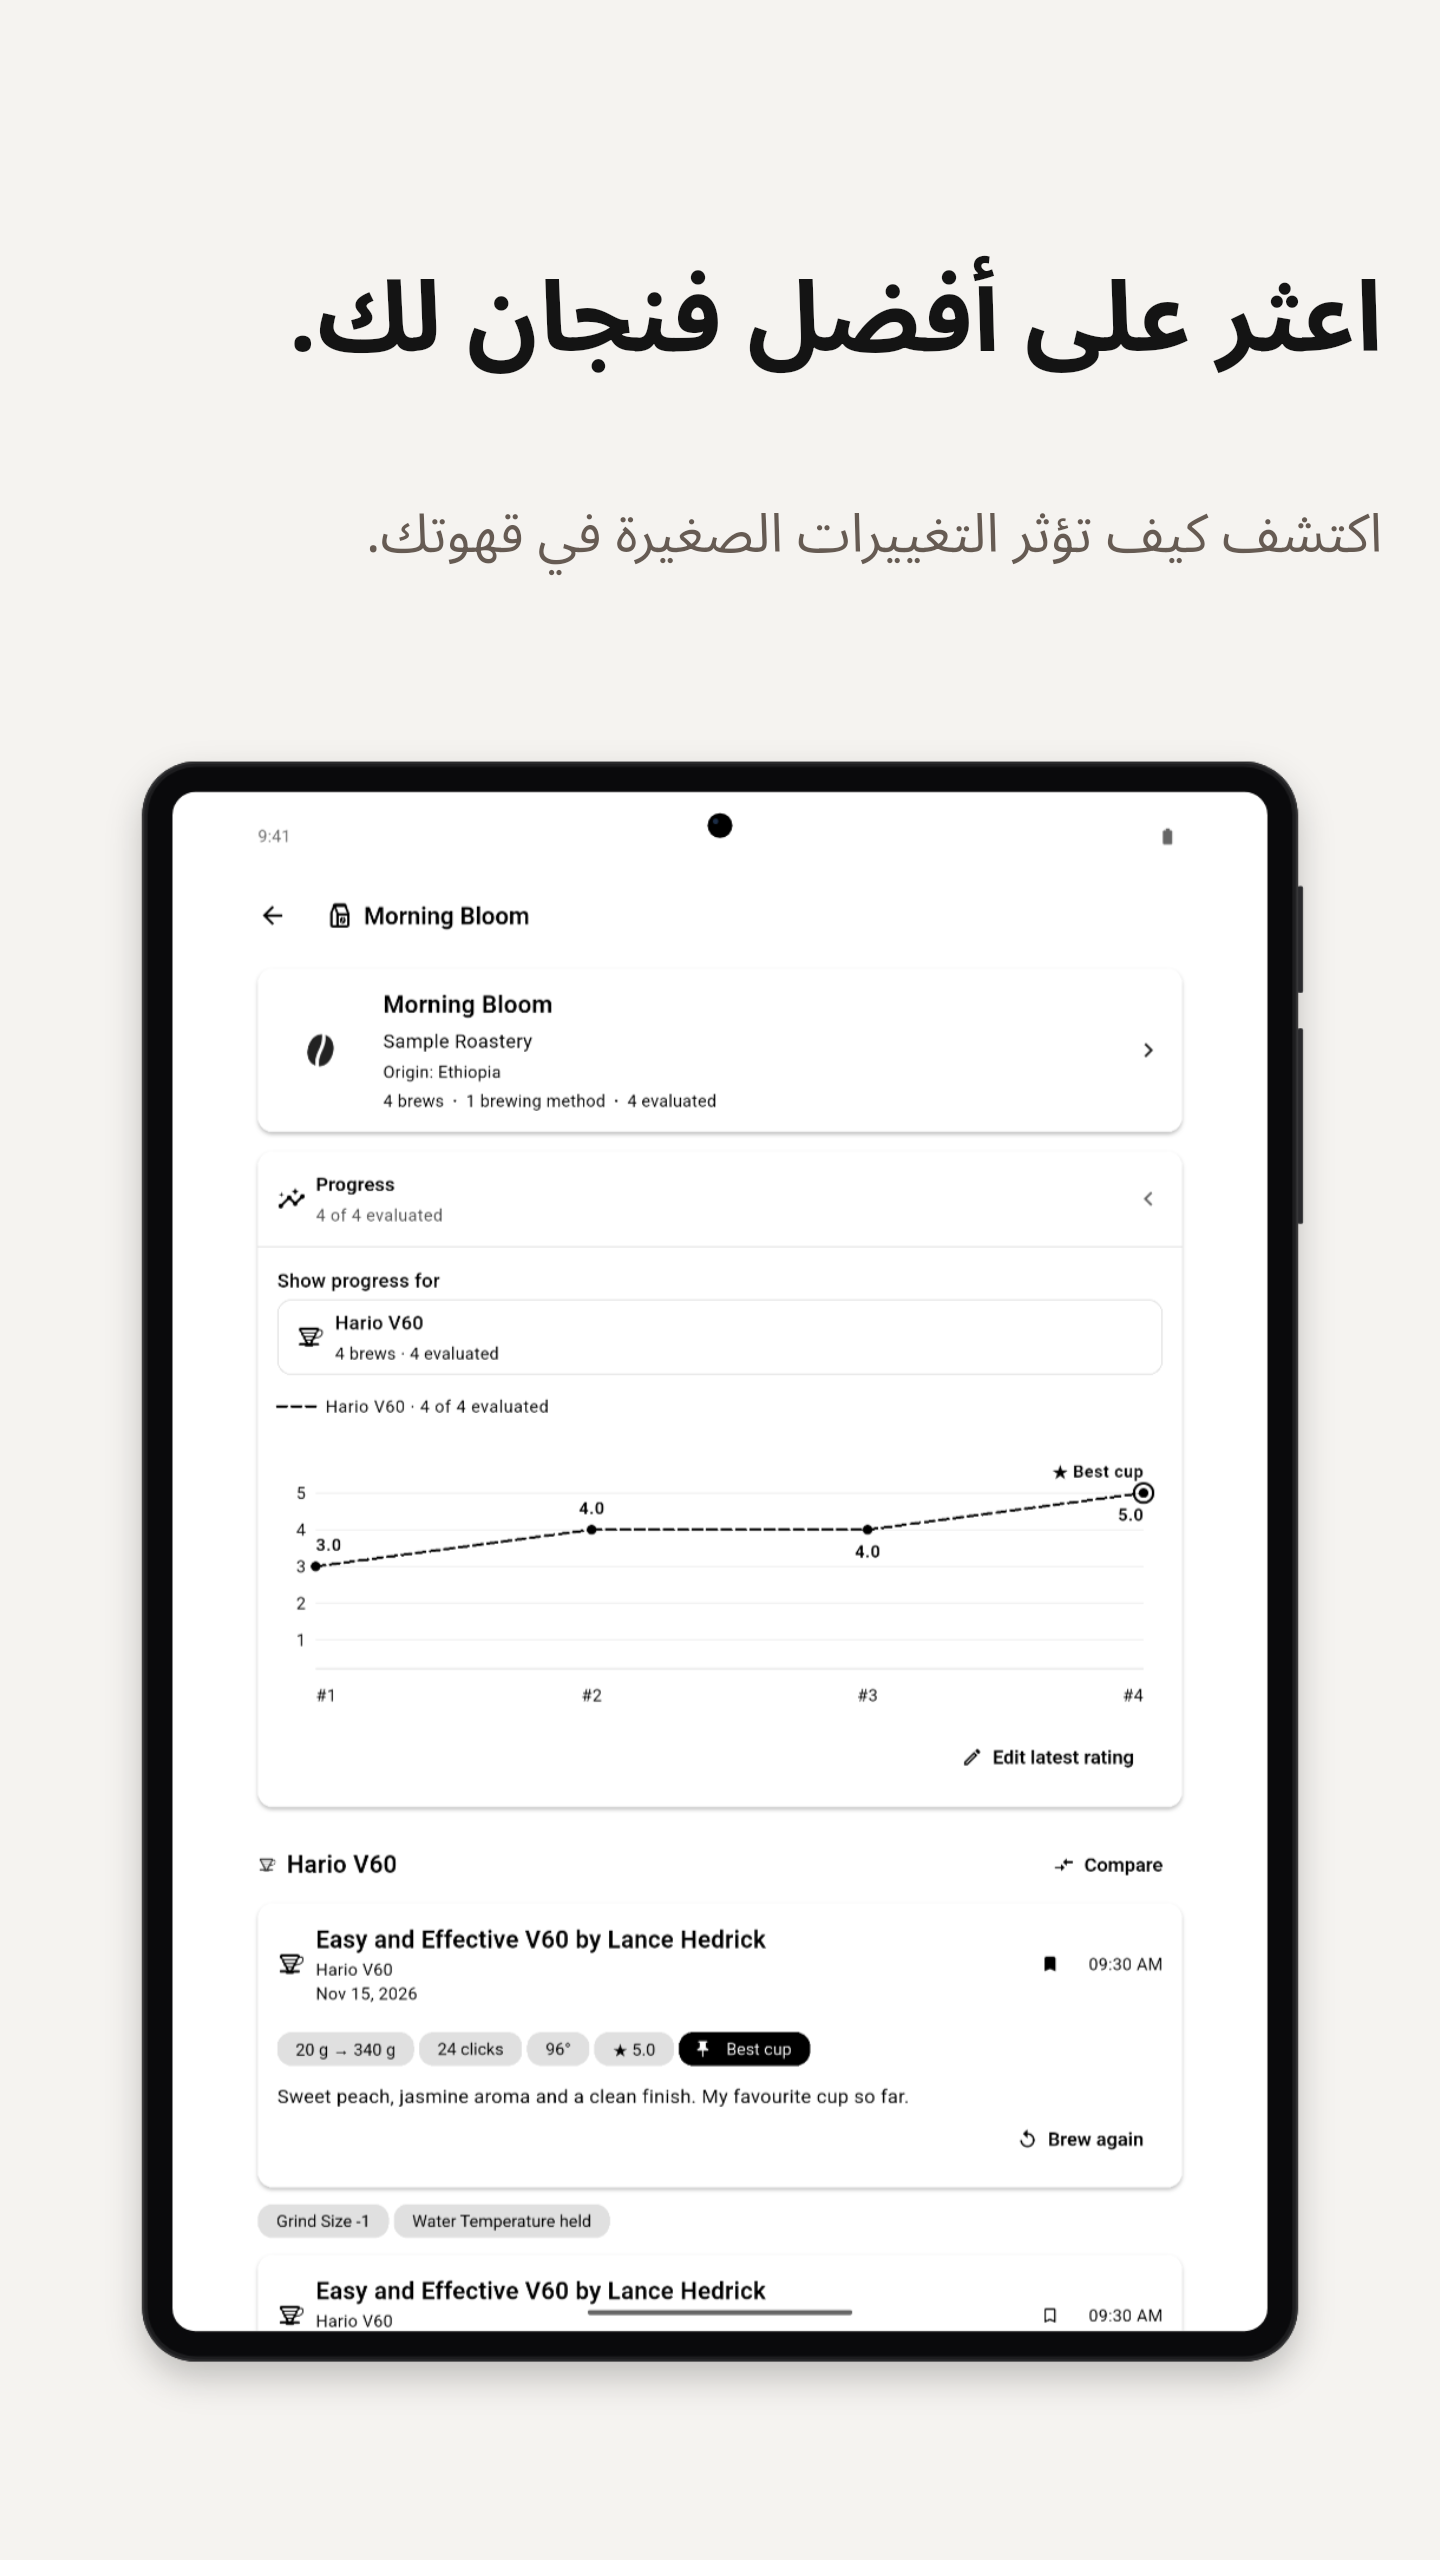 اعثر على أفضل فنجان لك.
اكتشف كيف تؤثر التغييرات الصغيرة في قهوتك.
9:41
Morning Bloom
Morning Bloom
Sample Roastery
Origin: Ethiopia
4 brews · 1 brewing method · 4 evaluated
Progress
4 of 4 evaluated
Show progress for
Hario V60
4 brews · 4 evaluated
Hario V60 · 4 of 4 evaluated
★ Best cup
5
4.0
5.0
4
3.0
4.0
3
2
1
#1 #2 #3 #4
Edit latest rating
Hario V60
Compare
Easy and Effective V60 by Lance Hedrick
Hario V60
09:30 AM
Nov 15, 2026
20 g → 340 g
24 clicks
96°
★ 5.0
Best cup
Sweet peach, jasmine aroma and a clean finish. My favourite cup so far.
Brew again
Grind Size -1
Water Temperature held
Easy and Effective V60 by Lance Hedrick
Hario V60
09:30 AM